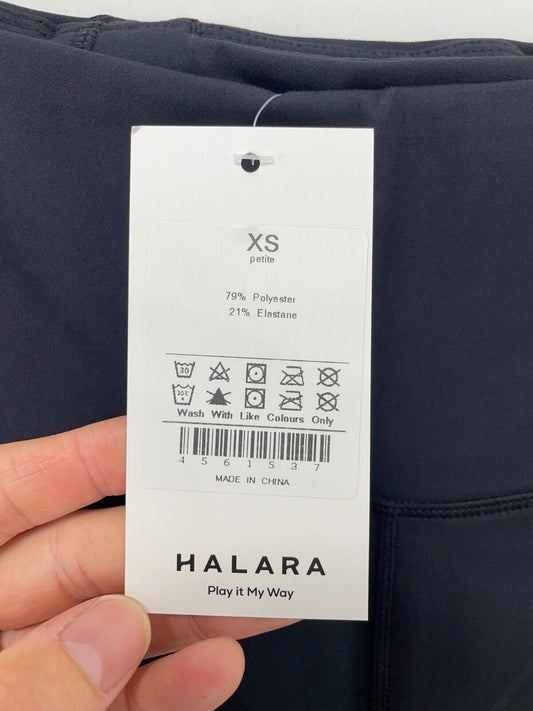 XS
petite
79% Polyester
21% Elastane
30
Wash With Like Colours Only
4 5 6 1 5 3 7
MADE IN CHINA
HALARA
Play it My Way